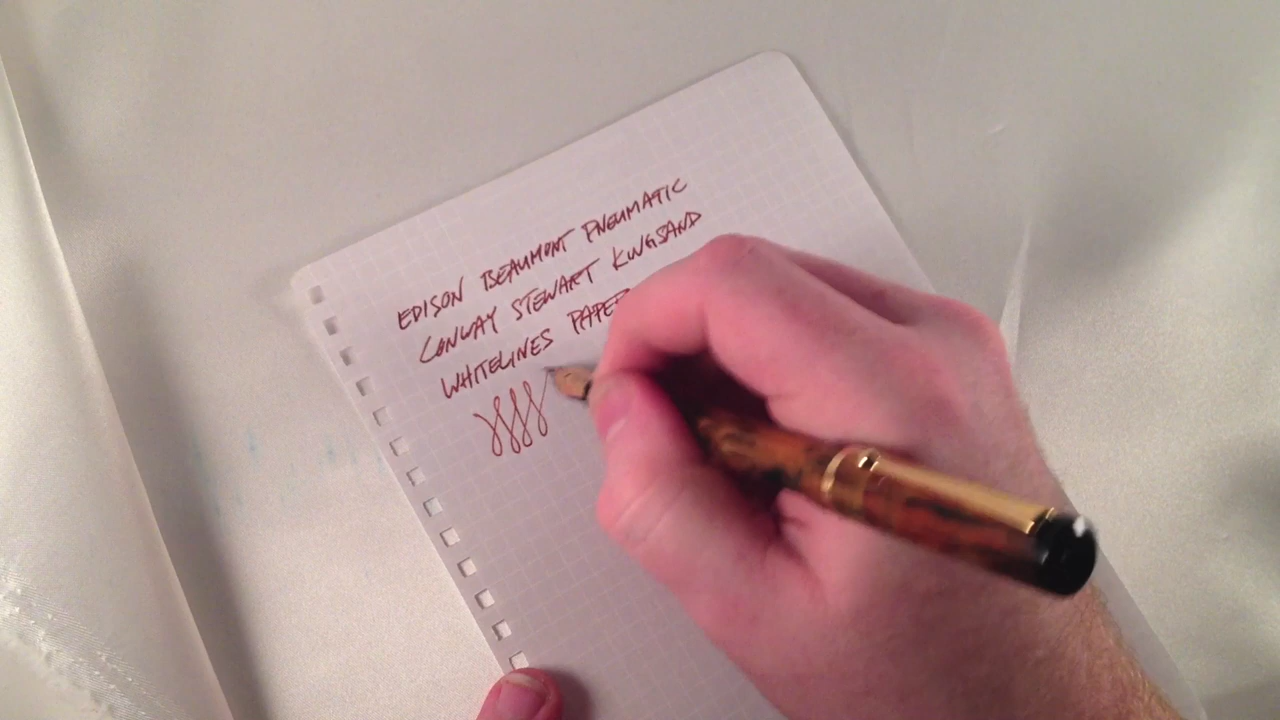 EDISON BEAUMONT PNEUMATIC
CONWAY STEWART KINGSAND
WHITELINES PAPER